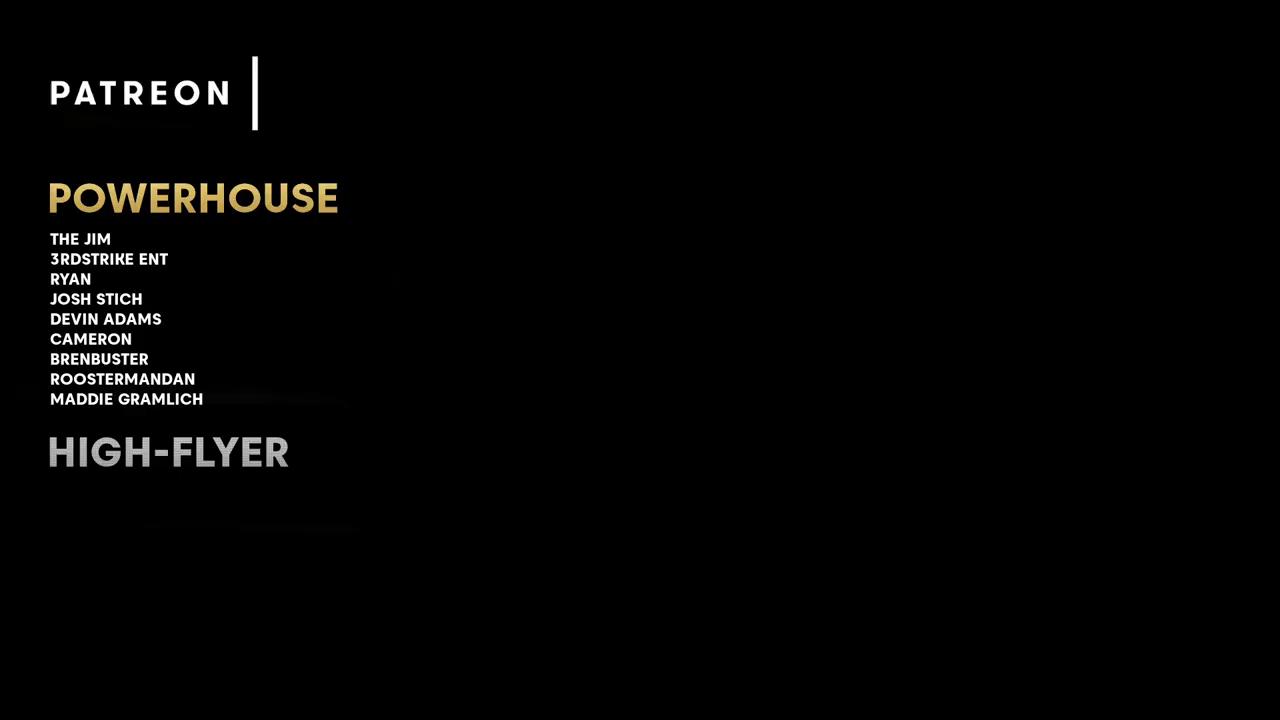 PATREON
POWERHOUSE
THE JIM
3RDSTRIKE ENT
RYAN
JOSH STICH
DEVIN ADAMS
CAMERON
BRENBUSTER
ROOSTERMANDAN
MADDIE GRAMLICH
HIGH-FLYER